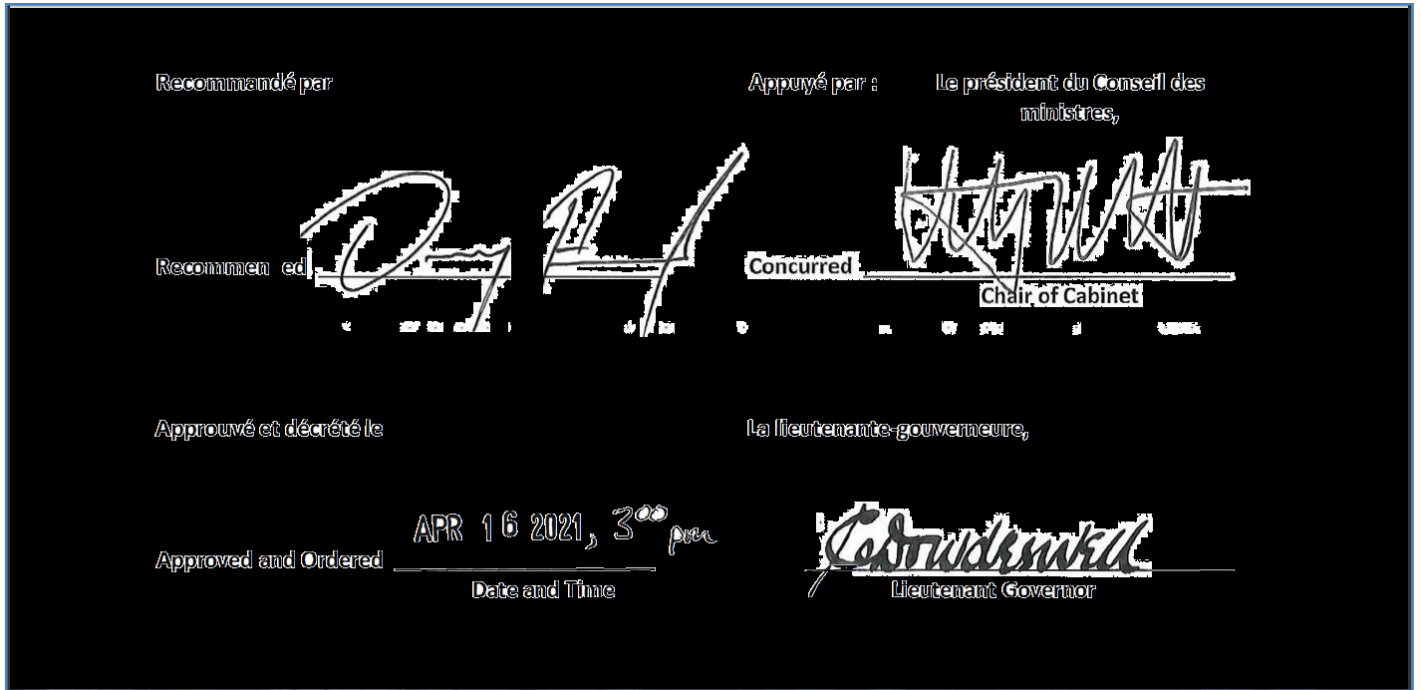 Recommandé par
Appuyé par : Le président du Conseil des
ministres,
Recommen ed
Concurred
Chair of Cabinet
Approuvé et décrété le
La lieutenante-gouverneure,
APR 16 2021, 3⁰⁰ pm
Approved and Ordered
Date and Time
Lieutenant Governor